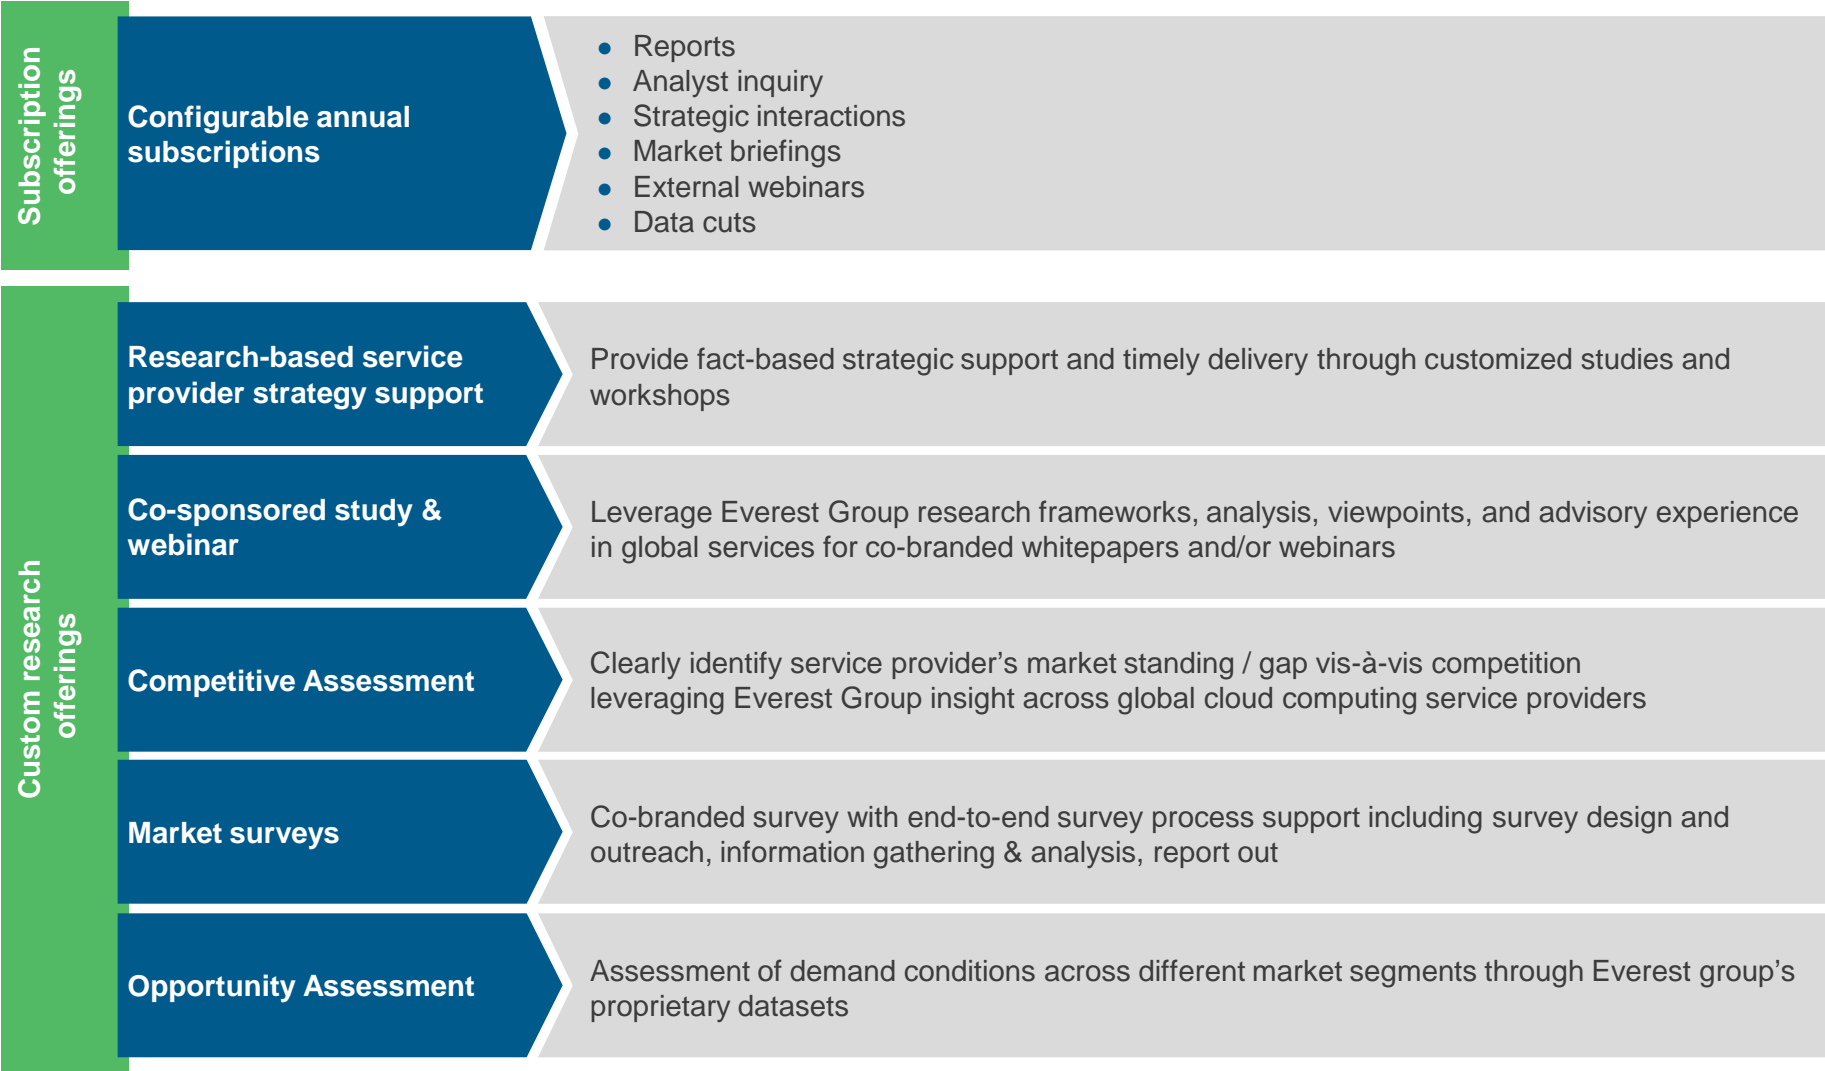 Subscription
offerings
Configurable annual
subscriptions
● Reports
● Analyst inquiry
● Strategic interactions
● Market briefings
● External webinars
● Data cuts
Custom research
offerings
Research-based service
provider strategy support
Provide fact-based strategic support and timely delivery through customized studies and
workshops
Co-sponsored study &
webinar
Leverage Everest Group research frameworks, analysis, viewpoints, and advisory experience
in global services for co-branded whitepapers and/or webinars
Competitive Assessment
Clearly identify service provider’s market standing / gap vis-à-vis competition
leveraging Everest Group insight across global cloud computing service providers
Market surveys
Co-branded survey with end-to-end survey process support including survey design and
outreach, information gathering & analysis, report out
Opportunity Assessment
Assessment of demand conditions across different market segments through Everest group’s
proprietary datasets